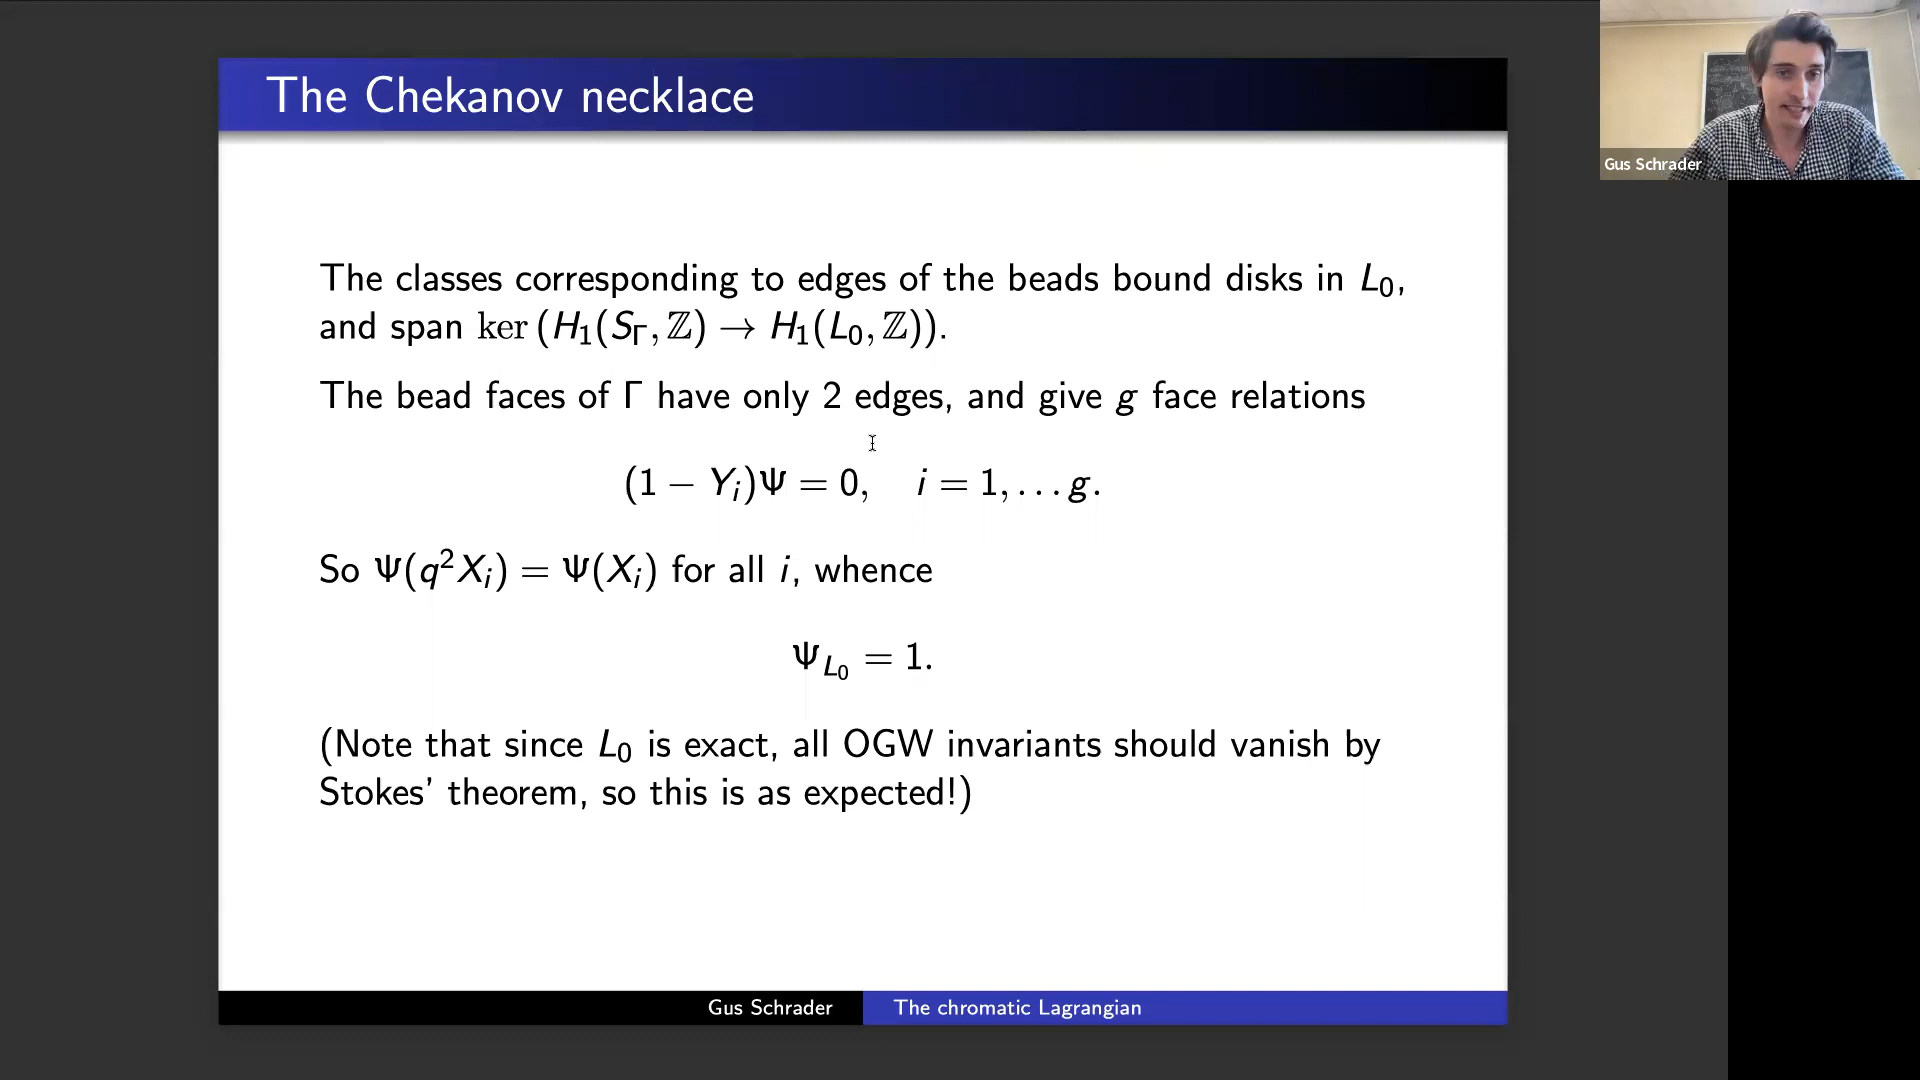 The Chekanov necklace
Gus Schrader
The classes corresponding to edges of the beads bound disks in L₀,
and span ker (H₁(S_Γ, ℤ) → H₁(L₀, ℤ)).
The bead faces of Γ have only 2 edges, and give g face relations
(1 − Yᵢ)Ψ = 0, i = 1, . . . g.
So Ψ(q²Xᵢ) = Ψ(Xᵢ) for all i, whence
Ψ_{L₀} = 1.
(Note that since L₀ is exact, all OGW invariants should vanish by
Stokes' theorem, so this is as expected!)
Gus Schrader
The chromatic Lagrangian